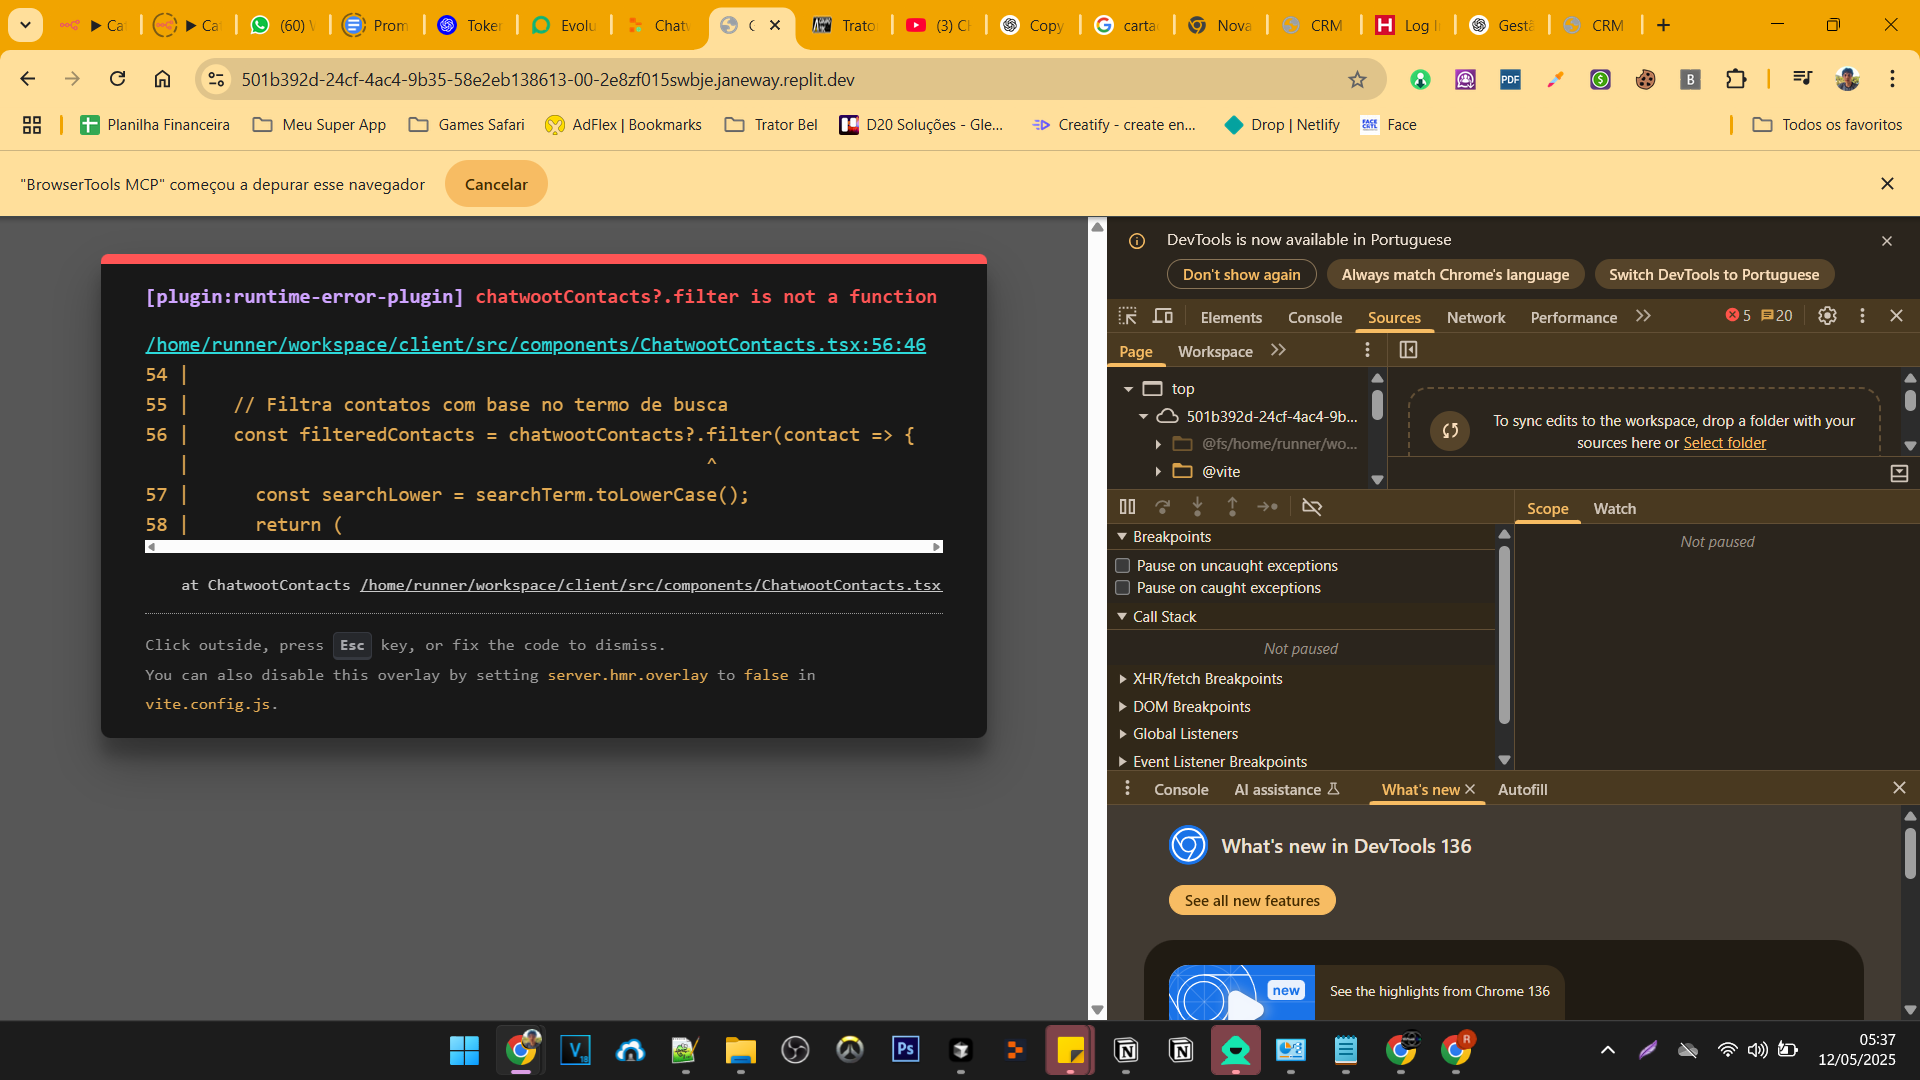 Ca
Ca
(60) W
Prom
Token
Evolu
Chatw
C
Trato
(3) Ch
Copy
carta
Nova
CRM
Log I
Gestã
CRM
501b392d-24cf-4ac4-9b35-58e2eb138613-00-2e8zf015swbje.janeway.replit.dev
Planilha Financeira
Meu Super App
Games Safari
AdFlex | Bookmarks
Trator Bel
D20 Soluções - Gle...
Creatify - create en...
Drop | Netlify
Face
Todos os favoritos
"BrowserTools MCP" começou a depurar esse navegador
Cancelar
[plugin:runtime-error-plugin] chatwootContacts?.filter is not a function
/home/runner/workspace/client/src/components/ChatwootContacts.tsx:56:46
54 |
55 |    // Filtra contatos com base no termo de busca
56 |    const filteredContacts = chatwootContacts?.filter(contact => {
|                                               ^
57 |      const searchLower = searchTerm.toLowerCase();
58 |      return (
at ChatwootContacts /home/runner/workspace/client/src/components/ChatwootContacts.tsx
Click outside, press Esc key, or fix the code to dismiss.
You can also disable this overlay by setting server.hmr.overlay to false in
vite.config.js.
DevTools is now available in Portuguese
Don't show again
Always match Chrome's language
Switch DevTools to Portuguese
Elements
Console
Sources
Network
Performance
5
20
Page
Workspace
top
501b392d-24cf-4ac4-9b...
@fs/home/runner/wo...
@vite
To sync edits to the workspace, drop a folder with your
sources here or Select folder
Scope
Watch
Breakpoints
Not paused
Pause on uncaught exceptions
Pause on caught exceptions
Call Stack
Not paused
XHR/fetch Breakpoints
DOM Breakpoints
Global Listeners
Event Listener Breakpoints
Console
AI assistance
What's new
Autofill
What's new in DevTools 136
See all new features
new
See the highlights from Chrome 136
05:37
12/05/2025